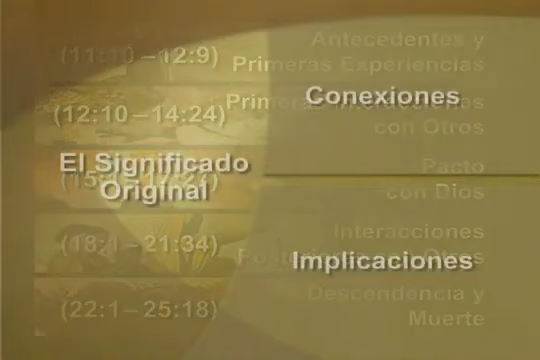 (11:10 – 12:9)
Antecedentes y
Primeras Experiencias
(12:10 – 14:24)
con Otros
Conexiones
El Significado
Original
Pacto
con Dios
(18:1 – 21:34)
Interacciones
Implicaciones
(22:1 – 25:18)
Descendencia y
Muerte